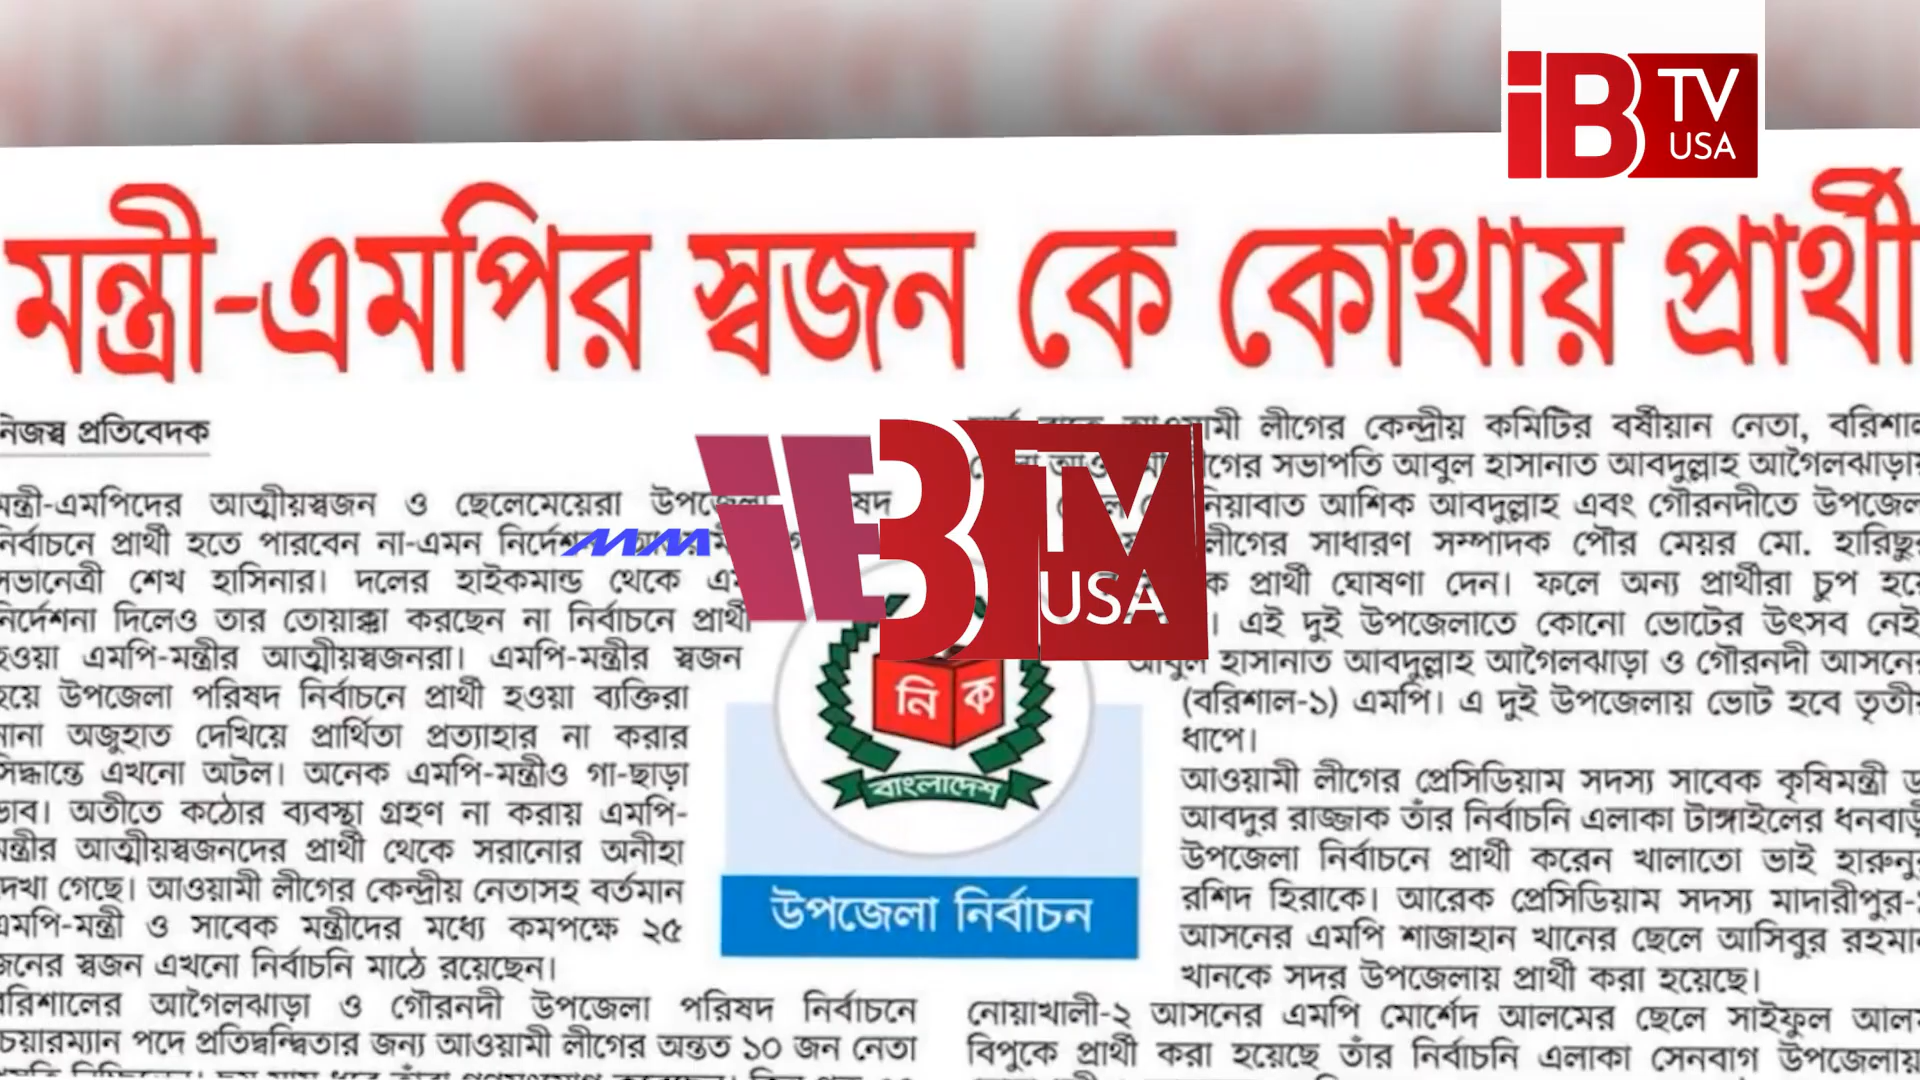 iB TV USA
মন্ত্রী-এমপির স্বজন কে কোথায় প্রার্থী
নিজস্ব প্রতিবেদক
মন্ত্রী-এমপিদের আত্মীয়স্বজন ও ছেলেমেয়েরা উপজেলা
নির্বাচনে প্রার্থী হতে পারবেন না-এমন
সভানেত্রী শেখ হাসিনার। দলের হাইকমান্ড থেকে
নির্দেশনা দিলেও তার তোয়াক্কা করছেন না নির্বাচনে প্রার্থী
হওয়া এমপি-মন্ত্রীর আত্মীয়স্বজনরা। এমপি-মন্ত্রীর স্বজন
হয়ে উপজেলা পরিষদ নির্বাচনে প্রার্থী হওয়া ব্যক্তিরা
নানা অজুহাত দেখিয়ে প্রার্থিতা প্রত্যাহার না করার
সিদ্ধান্তে এখনো অটল। অনেক এমপি-মন্ত্রীও গা-ছাড়া
ভাব। অতীতে কঠোর ব্যবস্থা গ্রহণ না করায় এমপি-
মন্ত্রীর আত্মীয়স্বজনদের প্রার্থী থেকে সরানোর অনীহা
দেখা গেছে। আওয়ামী লীগের কেন্দ্রীয় নেতাসহ বর্তমান
এমপি-মন্ত্রী ও সাবেক মন্ত্রীদের মধ্যে কমপক্ষে ২৫
জনের স্বজন এখনো নির্বাচনি মাঠে রয়েছেন।
বরিশালের আগৈলঝাড়া ও গৌরনদী উপজেলা পরিষদ নির্বাচনে
চেয়ারম্যান পদে প্রতিদ্বন্দ্বিতার জন্য আওয়ামী লীগের অন্তত ১০ জন নেতা
MM
iB TV USA
নি ক
বাংলাদেশ
উপজেলা নির্বাচন
লীগের কেন্দ্রীয় কমিটির বর্ষীয়ান নেতা, বরিশাল
সভাপতি আবুল হাসানাত আবদুল্লাহ আগৈলঝাড়ায়
আশিক আবদুল্লাহ এবং গৌরনদীতে উপজেলা
লীগের সাধারণ সম্পাদক পৌর মেয়র মো. হারিছুর
প্রার্থী ঘোষণা দেন। ফলে অন্য প্রার্থীরা চুপ হয়ে
। এই দুই উপজেলাতে কোনো ভোটের উৎসব নেই
আবুল হাসানাত আবদুল্লাহ আগৈলঝাড়া ও গৌরনদী আসনের
(বরিশাল-১) এমপি। এ দুই উপজেলায় ভোট হবে তৃতীয়
ধাপে।
আওয়ামী লীগের প্রেসিডিয়াম সদস্য সাবেক কৃষিমন্ত্রী
আবদুর রাজ্জাক তাঁর নির্বাচনি এলাকা টাঙ্গাইলের ধনবাড়ী
উপজেলা নির্বাচনে প্রার্থী করেন খালাতো ভাই হারুনুর
রশিদ হিরাকে। আরেক প্রেসিডিয়াম সদস্য মাদারীপুর-
আসনের এমপি শাজাহান খানের ছেলে আসিবুর রহমান
খানকে সদর উপজেলায় প্রার্থী করা হয়েছে।
নোয়াখালী-২ আসনের এমপি মোর্শেদ আলমের ছেলে সাইফুল আলম
বিপুকে প্রার্থী করা হয়েছে তাঁর নির্বাচনি এলাকা সেনবাগ উপজেলায়